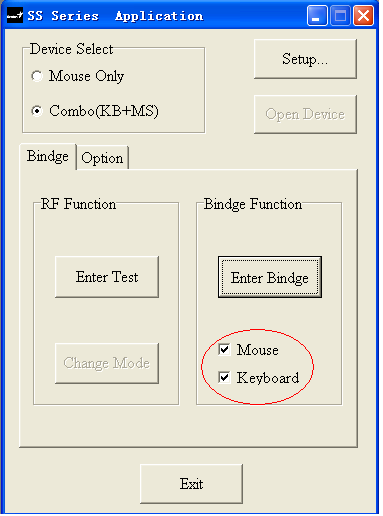 SS Series Application
Device Select
Mouse Only
Combo(KB+MS)
Setup...
Open Device
Bindge
Option
RF Function
Enter Test
Change Mode
Bindge Function
Enter Bindge
Mouse
Keyboard
Exit